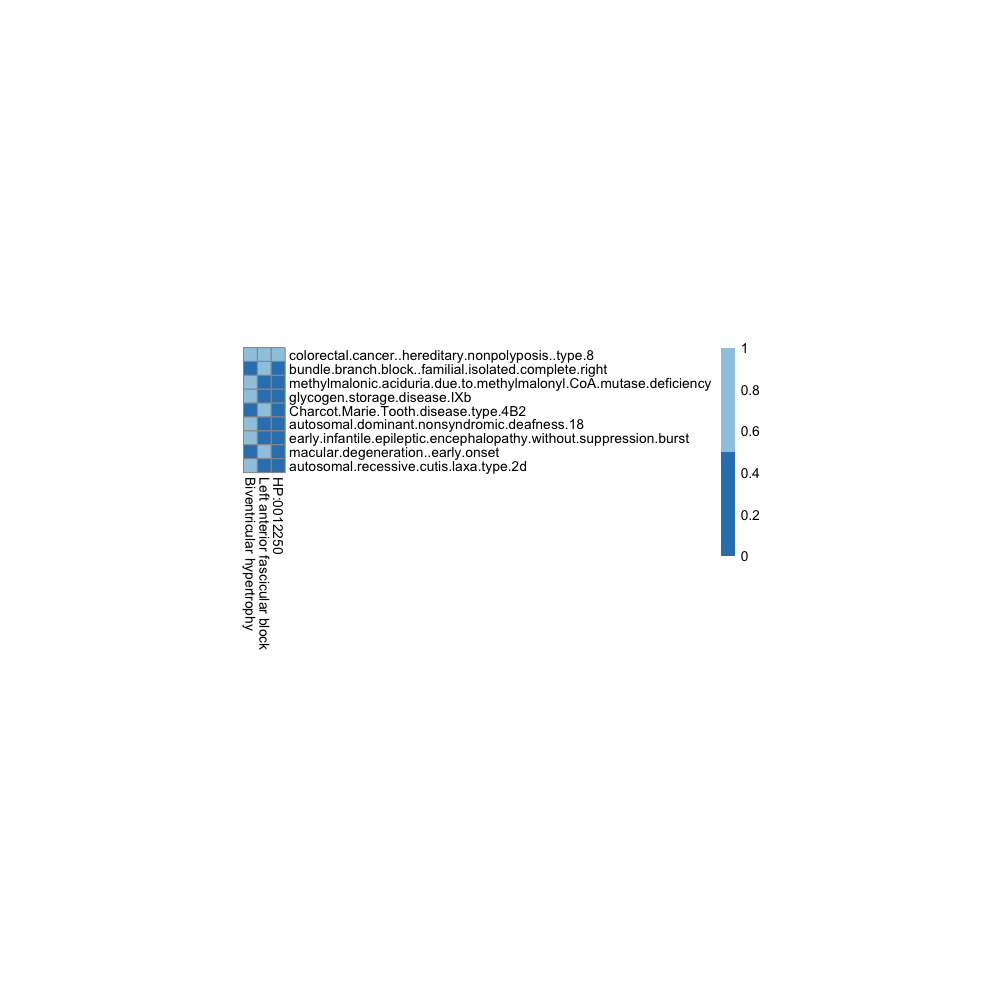 colorectal.cancer..hereditary.nonpolyposis..type.8
bundle.branch.block..familial.isolated.complete.right
methylmalonic.aciduria.due.to.methylmalonyl.CoA.mutase.deficiency
glycogen.storage.disease.IXb
Charcot.Marie.Tooth.disease.type.4B2
autosomal.dominant.nonsyndromic.deafness.18
early.infantile.epileptic.encephalopathy.without.suppression.burst
macular.degeneration..early.onset
autosomal.recessive.cutis.laxa.type.2d
Biventricular hypertrophy
Left anterior fascicular block
HP:0012250
1
0.8
0.6
0.4
0.2
0